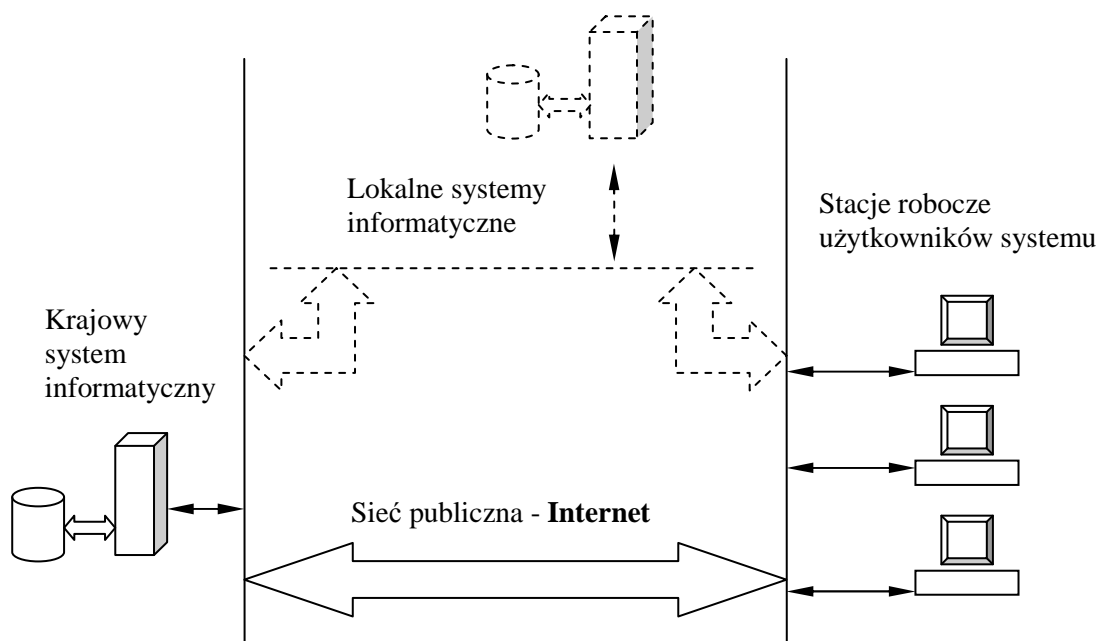 Lokalne systemy
informatyczne
Stacje robocze
użytkowników systemu
Krajowy
system
informatyczny
Sieć publiczna - Internet